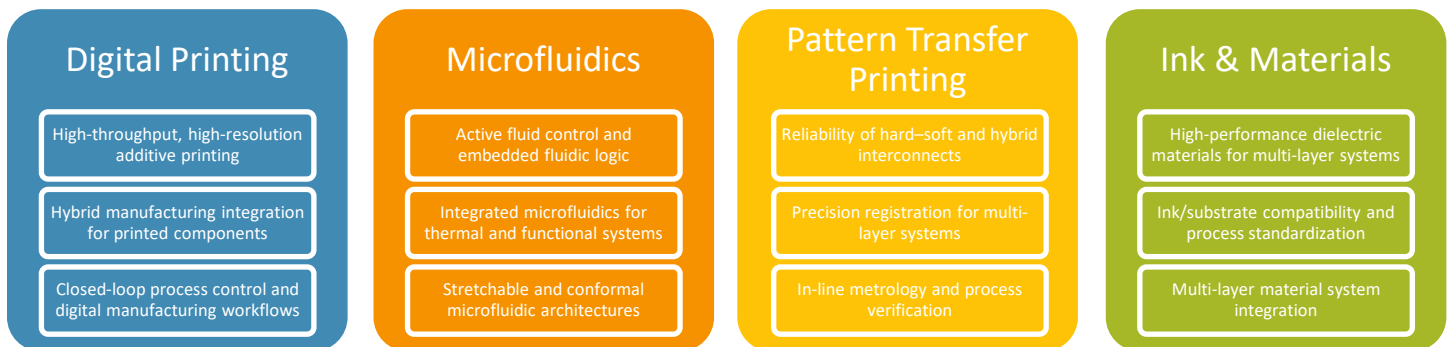 Digital Printing
High-throughput, high-resolution
additive printing
Hybrid manufacturing integration
for printed components
Closed-loop process control and
digital manufacturing workflows
Microfluidics
Active fluid control and
embedded fluidic logic
Integrated microfluidics for
thermal and functional systems
Stretchable and conformal
microfluidic architectures
Pattern Transfer
Printing
Reliability of hard–soft and hybrid
interconnects
Precision registration for multi-
layer systems
In-line metrology and process
verification
Ink & Materials
High-performance dielectric
materials for multi-layer systems
Ink/substrate compatibility and
process standardization
Multi-layer material system
integration